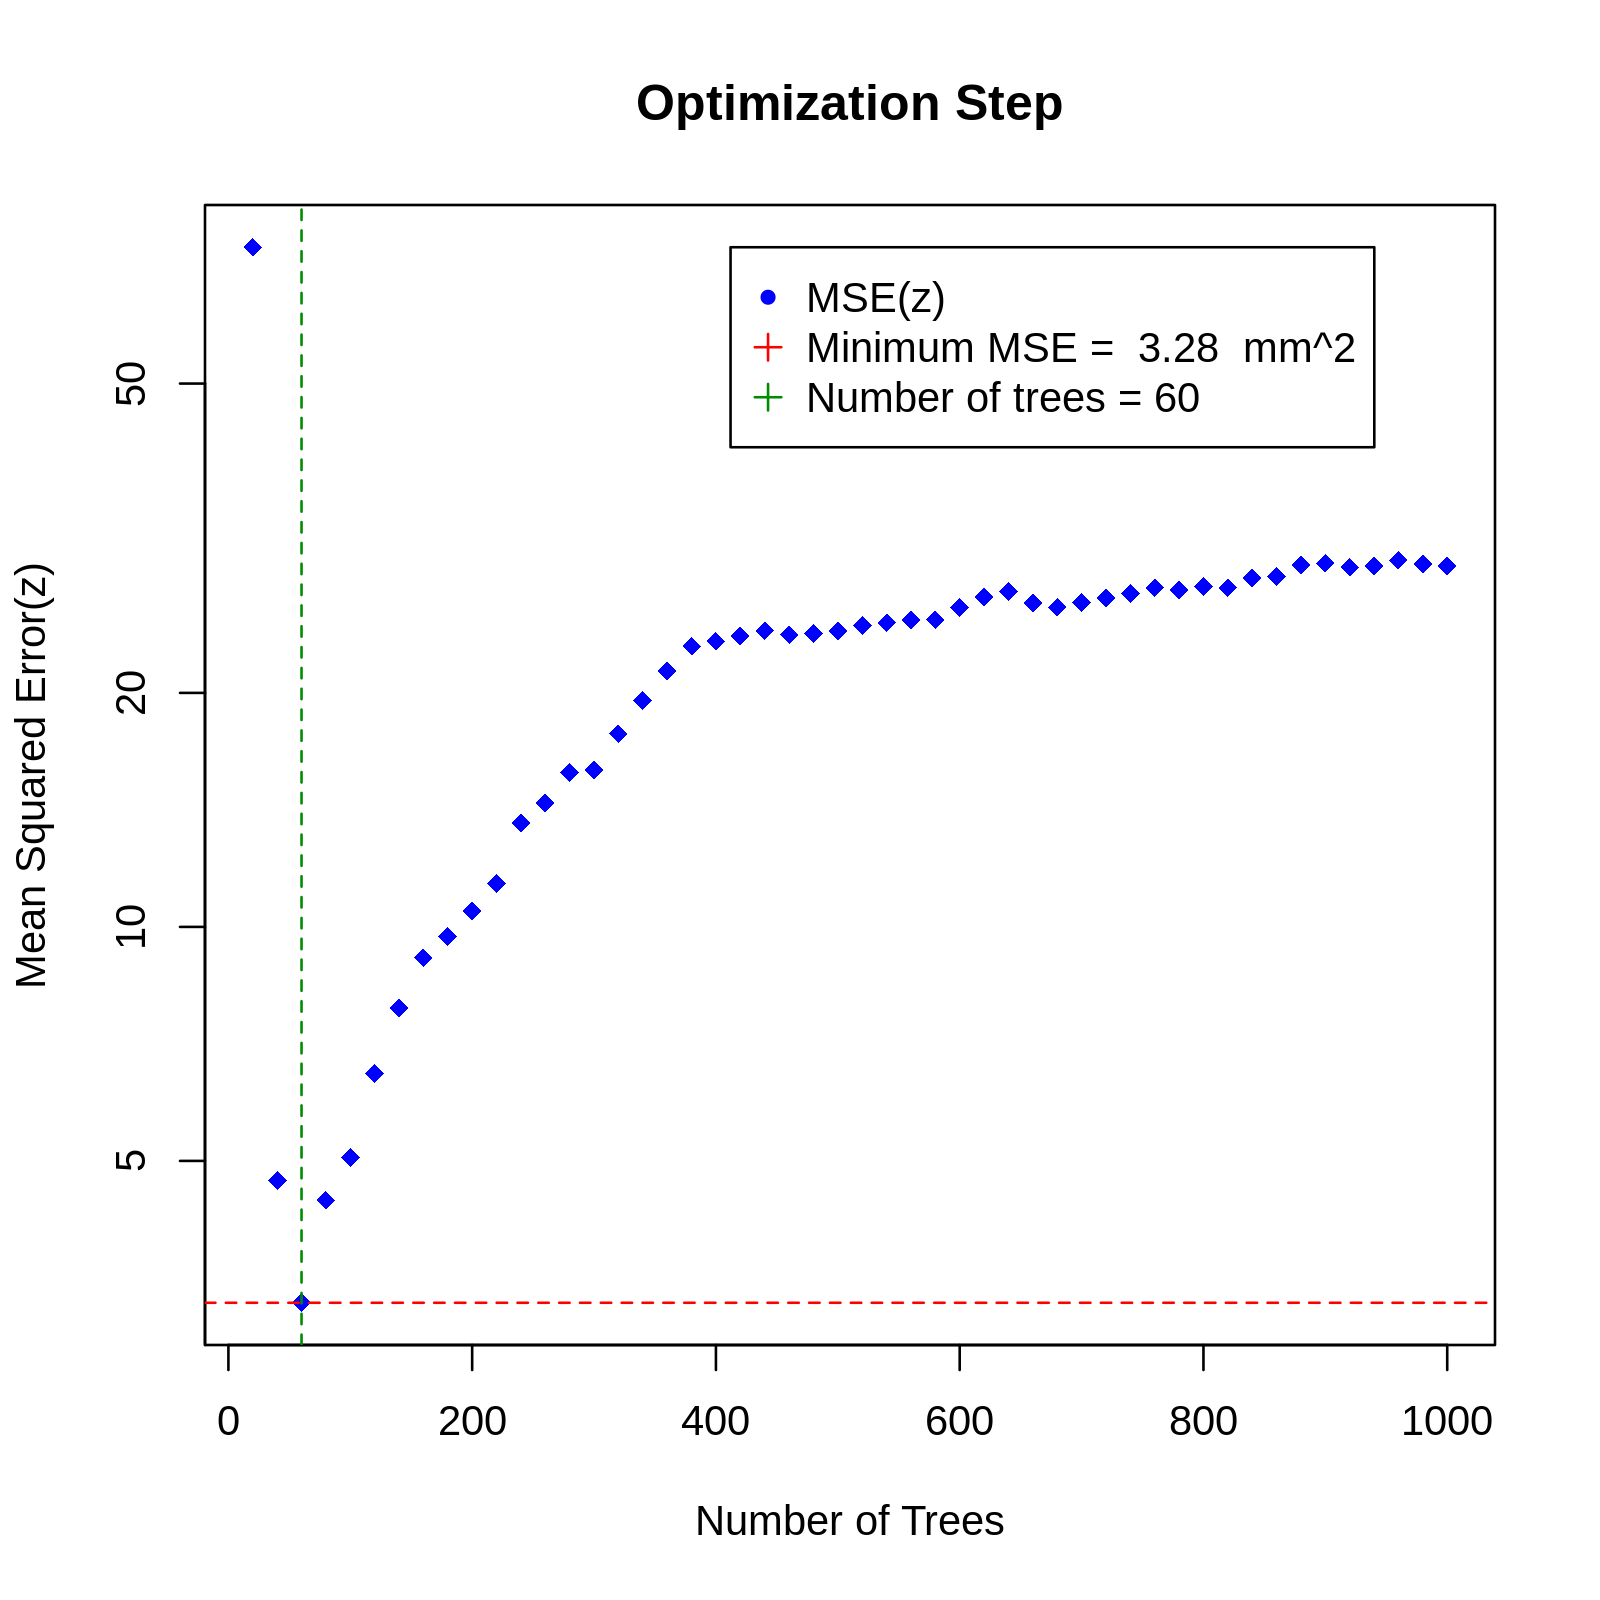 Optimization Step
MSE(z)
Minimum MSE =  3.28  mm^2
Number of trees = 60
Mean Squared Error(z)
50
20
10
5
0 200 400 600 800 1000
Number of Trees